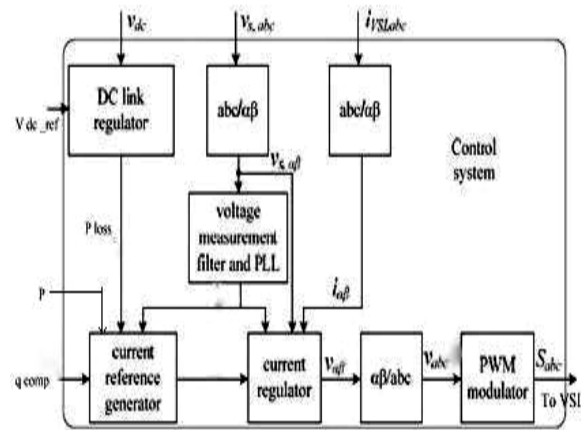 v_dc
v_s,abc
i_VSI,abc
DC link
regulator
abc/αβ
abc/αβ
V dc _ref
Control
system
v_s,αβ
voltage
measurement
filter and PLL
P loss
i_αβ
P
current
reference
generator
current
regulator
v_αβ
αβ/abc
v_abc
PWM
modulator
S_abc
q comp
To VSI